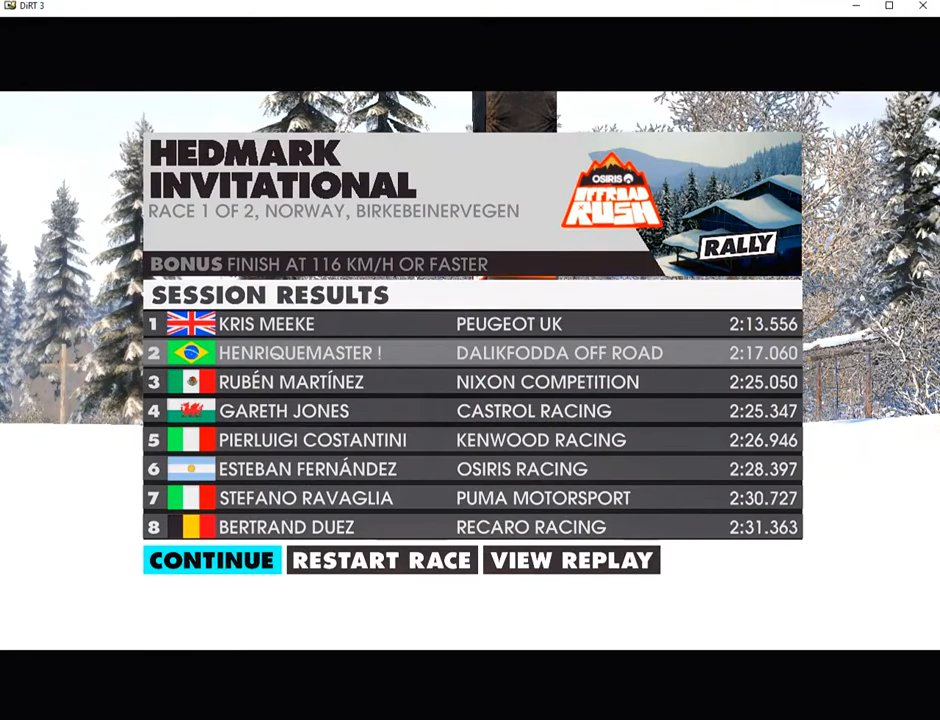 DiRT 3
HEDMARK
INVITATIONAL
RACE 1 OF 2, NORWAY, BIRKEBEINERVEGEN
OSIRIS
OFFROAD
RUSH
RALLY
BONUS FINISH AT 116 KM/H OR FASTER
SESSION RESULTS
1 KRIS MEEKE PEUGEOT UK 2:13.556
2 HENRIQUEMASTER ! DALIKFODDA OFF ROAD 2:17.060
3 RUBÉN MARTÍNEZ NIXON COMPETITION 2:25.050
4 GARETH JONES CASTROL RACING 2:25.347
5 PIERLUIGI COSTANTINI KENWOOD RACING 2:26.946
6 ESTEBAN FERNÁNDEZ OSIRIS RACING 2:28.397
7 STEFANO RAVAGLIA PUMA MOTORSPORT 2:30.727
8 BERTRAND DUEZ RECARO RACING 2:31.363
CONTINUE RESTART RACE VIEW REPLAY